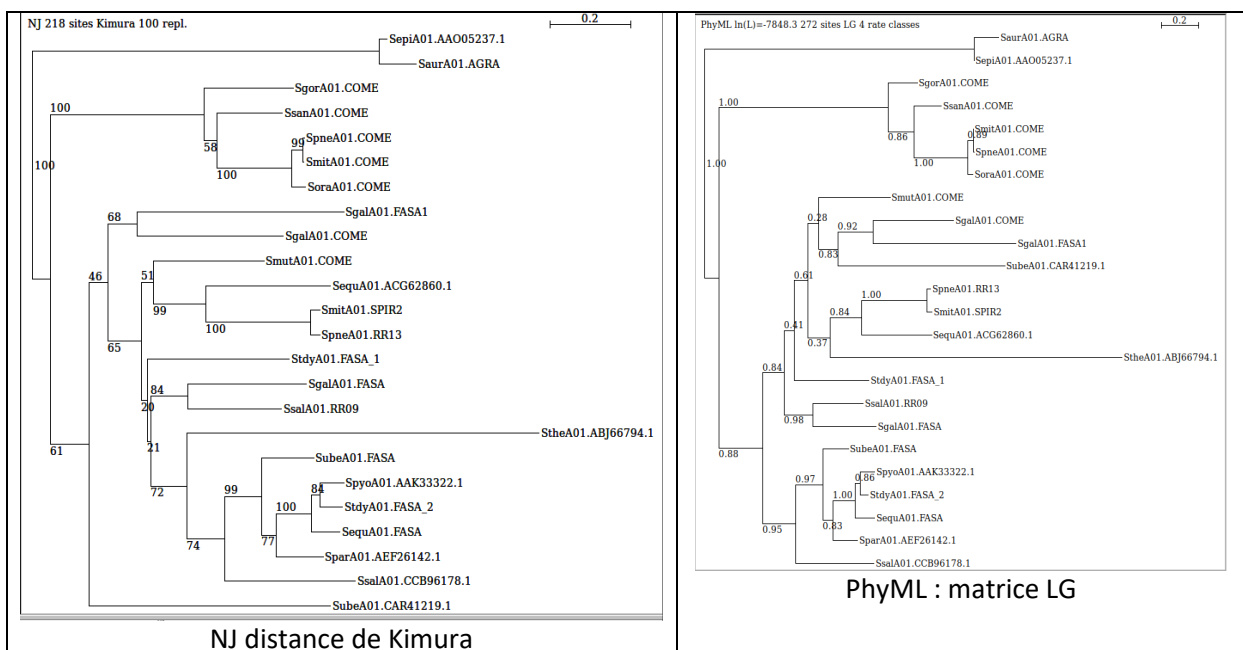 NJ 218 sites Kimura 100 repl.
0.2
SepiA01.AAO05237.1
SaurA01.AGRA
SgorA01.COME
100
SsanA01.COME
SpneA01.COME
99
58
SmitA01.COME
100
100
SoraA01.COME
SgalA01.FASA1
68
SgalA01.COME
46
SmutA01.COME
51
SequA01.ACG62860.1
99
SmitA01.SPIR2
100
SpneA01.RR13
65
StdyA01.FASA_1
84
SgalA01.FASA
20
SsalA01.RR09
21
StheA01.ABJ66794.1
61
SubeA01.FASA
72
99
SpyoA01.AAK33322.1
84
100
StdyA01.FASA_2
SequA01.FASA
74
77
SparA01.AEF26142.1
SsalA01.CCB96178.1
SubeA01.CAR41219.1
NJ distance de Kimura
PhyML ln(L)=-7848.3 272 sites LG 4 rate classes
0.2
SaurA01.AGRA
SepiA01.AAO05237.1
SgorA01.COME
1.00
SsanA01.COME
SmitA01.COME
0.89
0.86
SpneA01.COME
1.00
1.00
SoraA01.COME
SmutA01.COME
0.28
0.92
SgalA01.COME
0.83
SgalA01.FASA1
SubeA01.CAR41219.1
0.61
SpneA01.RR13
1.00
SmitA01.SPIR2
0.84
0.41
SequA01.ACG62860.1
0.37
StheA01.ABJ66794.1
0.84
StdyA01.FASA_1
SsalA01.RR09
0.98
SgalA01.FASA
0.88
SubeA01.FASA
0.97
SpyoA01.AAK33322.1
0.86
1.00
StdyA01.FASA_2
SequA01.FASA
0.95
0.83
SparA01.AEF26142.1
SsalA01.CCB96178.1
PhyML : matrice LG